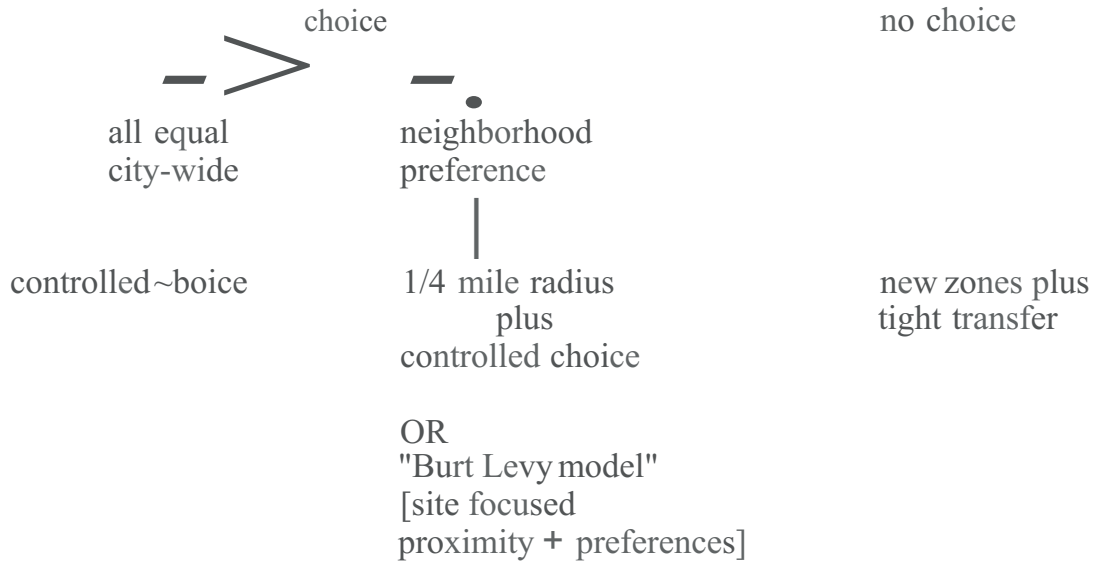 choice
no choice
all equal
city-wide
neighborhood
preference
controlled~boice
1/4 mile radius
plus
controlled choice
new zones plus
tight transfer
OR
"Burt Levy model"
[site focused
proximity + preferences]